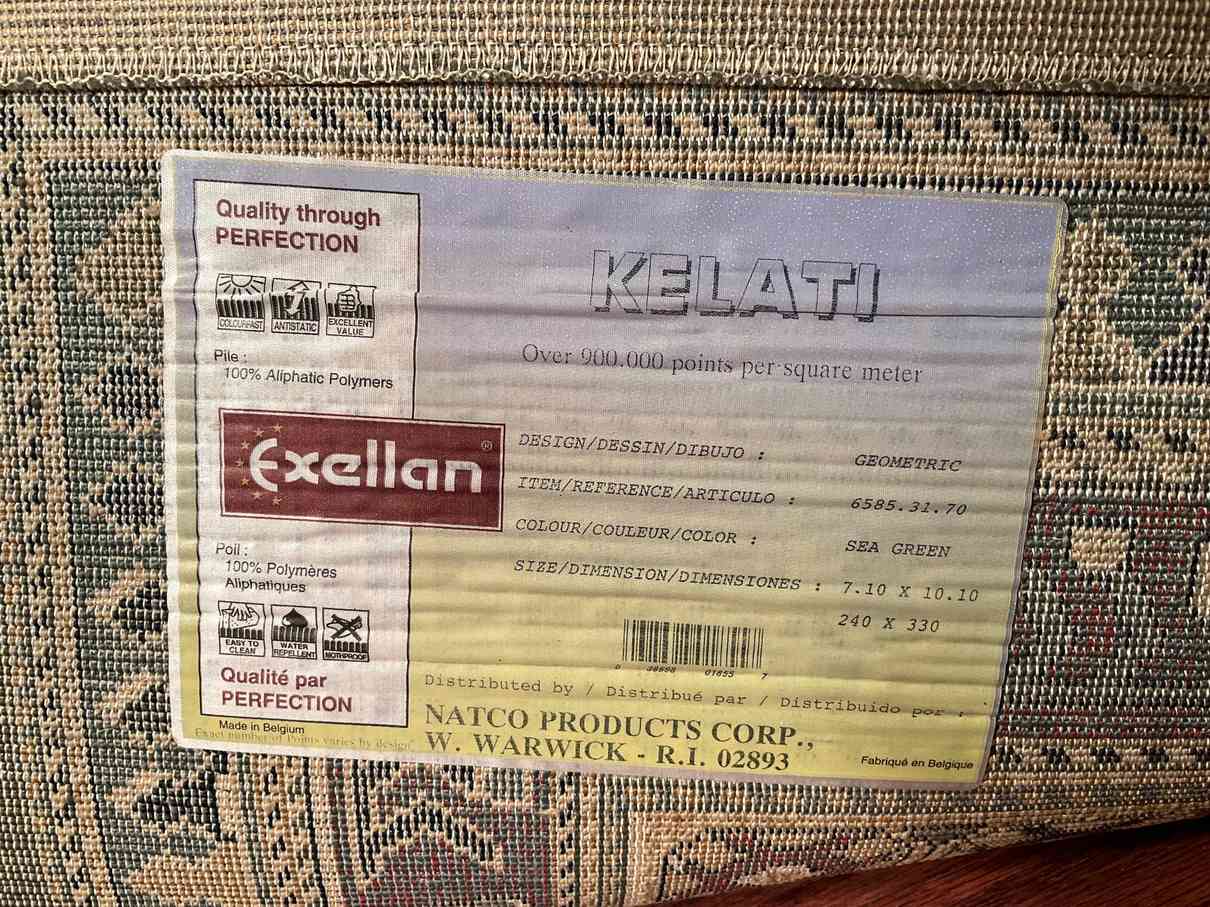 Quality through
PERFECTION
COLOURFAST
ANTISTATIC
EXCELLENT
VALUE
Pile :
100% Aliphatic Polymers
Exellan®
Poil :
100% Polymères
Aliphatiques
EASY TO
CLEAN
WATER
REPELLENT
MOTHPROOF
Qualité par
PERFECTION
Made in Belgium
Exact number of Points varies by design
KELATI
Over 900.000 points per square meter
DESIGN/DESSIN/DIBUJO : GEOMETRIC
ITEM/REFERENCE/ARTICULO : 6585.31.70
COLOUR/COULEUR/COLOR : SEA GREEN
SIZE/DIMENSION/DIMENSIONES : 7.10 X 10.10
240 X 330
Distributed by / Distribué par / Distribuido por :
NATCO PRODUCTS CORP.,
W. WARWICK - R.I. 02893
Fabriqué en Belgique